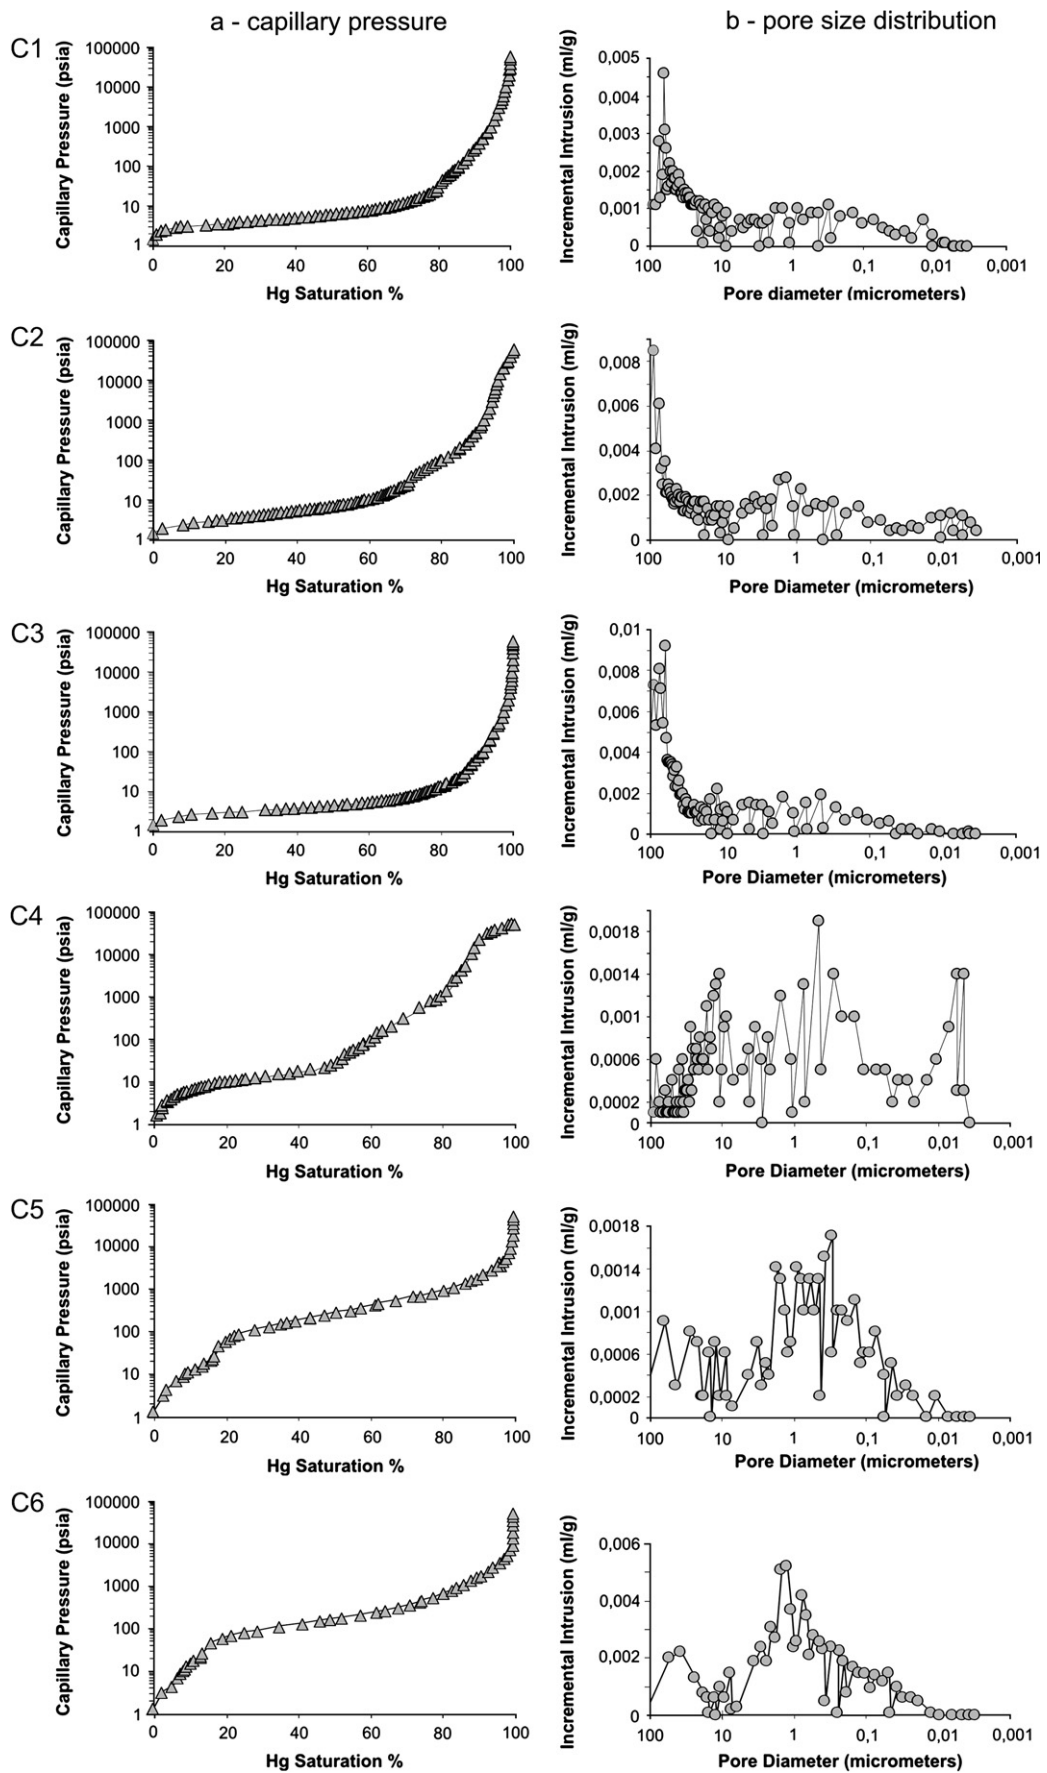 a - capillary pressure
b - pore size distribution
C1
Capillary Pressure (psia)
100000
10000
1000
100
10
1
0 20 40 60 80 100
Hg Saturation %
Incremental Intrusion (ml/g)
0,005
0,004
0,003
0,002
0,001
0
100 10 1 0,1 0,01 0,001
Pore diameter (micrometers)
C2
Capillary Pressure (psia)
100000
10000
1000
100
10
1
0 20 40 60 80 100
Hg Saturation %
Incremental Intrusion (ml/g)
0,008
0,006
0,004
0,002
0
100 10 1 0,1 0,01 0,001
Pore Diameter (micrometers)
C3
Capillary Pressure (psia)
100000
10000
1000
100
10
1
0 20 40 60 80 100
Hg Saturation %
Incremental Intrusion (ml/g)
0,01
0,008
0,006
0,004
0,002
0
100 10 1 0,1 0,01 0,001
Pore Diameter (micrometers)
C4
Capillary Pressure (psia)
100000
10000
1000
100
10
1
0 20 40 60 80 100
Hg Saturation %
Incremental Intrusion (ml/g)
0,0018
0,0014
0,001
0,0006
0,0002
0
100 10 1 0,1 0,01 0,001
Pore Diameter (micrometers)
C5
Capillary Pressure (psia)
100000
10000
1000
100
10
1
0 20 40 60 80 100
Hg Saturation %
Incremental Intrusion (ml/g)
0,0018
0,0014
0,001
0,0006
0,0002
0
100 10 1 0,1 0,01 0,001
Pore Diameter (micrometers)
C6
Capillary Pressure (psia)
100000
10000
1000
100
10
1
0 20 40 60 80 100
Hg Saturation %
Incremental Intrusion (ml/g)
0,006
0,004
0,002
0
100 10 1 0,1 0,01 0,001
Pore Diameter (micrometers)